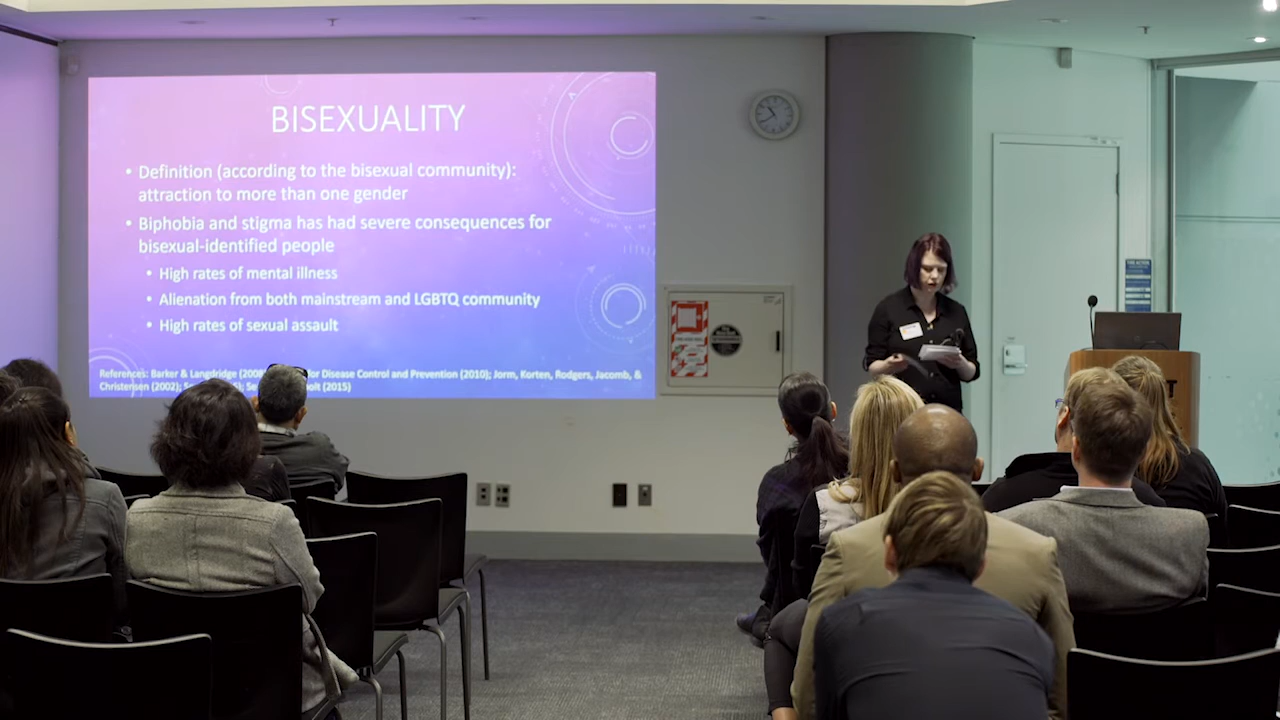 BISEXUALITY
• Definition (according to the bisexual community):
attraction to more than one gender
• Biphobia and stigma has had severe consequences for
bisexual-identified people
• High rates of mental illness
• Alienation from both mainstream and LGBTQ community
• High rates of sexual assault
References: Barker & Langdridge (2008 for Disease Control and Prevention (2010); Jorm, Korten, Rodgers, Jacomb, &
Christensen (2002); (2015)
FIRE ACTION